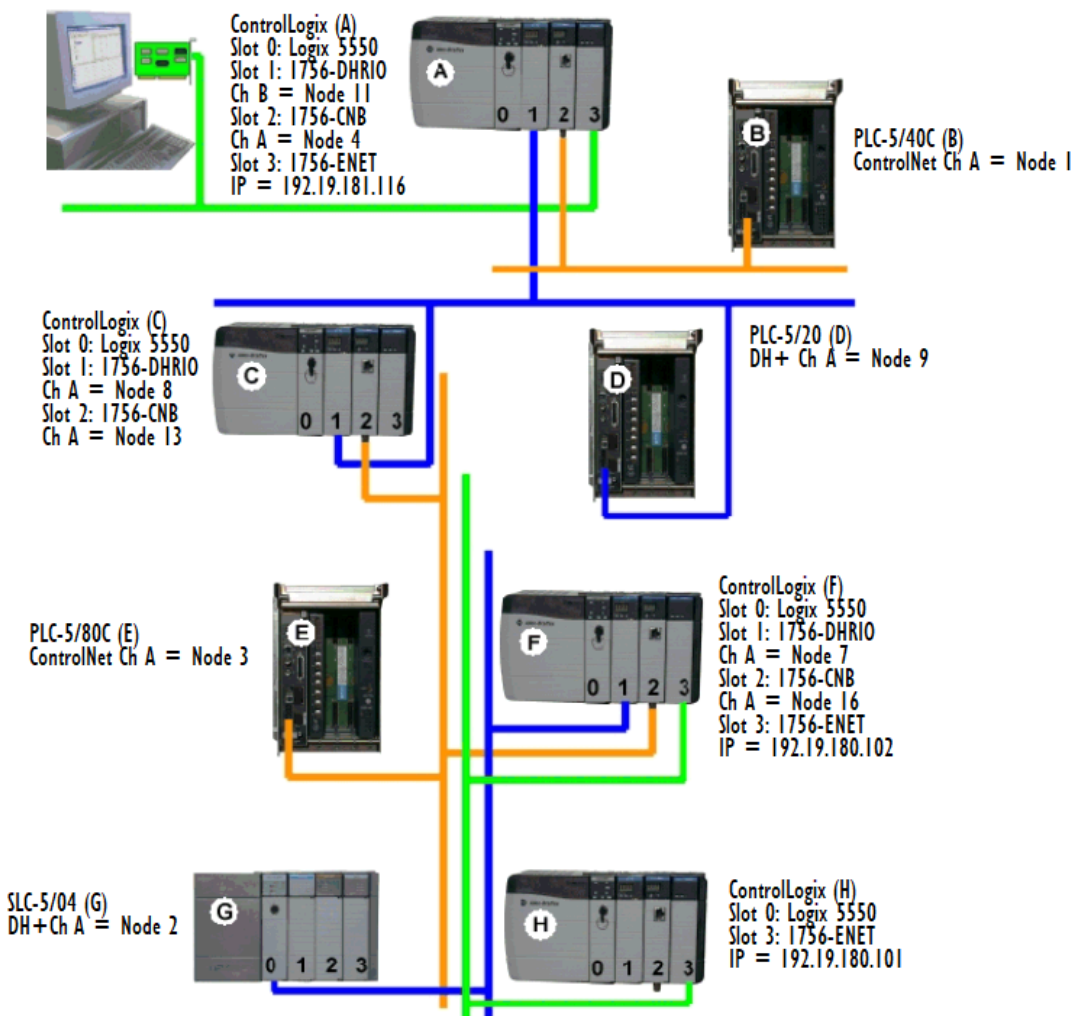 ControlLogix (A)
Slot 0: Logix 5550
Slot 1: 1756-DHRIO
Ch B = Node 11
Slot 2: 1756-CNB
Ch A = Node 4
Slot 3: 1756-ENET
IP = 192.19.181.116
A
0 1 2 3
B
PLC-5/40C (B)
ControlNet Ch A = Node 1
ControlLogix (C)
Slot 0: Logix 5550
Slot 1: 1756-DHRIO
Ch A = Node 8
Slot 2: 1756-CNB
Ch A = Node 13
C
0 1 2 3
D
PLC-5/20 (D)
DH+ Ch A = Node 9
PLC-5/80C (E)
ControlNet Ch A = Node 3
E
F
0 1 2 3
ControlLogix (F)
Slot 0: Logix 5550
Slot 1: 1756-DHRIO
Ch A = Node 7
Slot 2: 1756-CNB
Ch A = Node 16
Slot 3: 1756-ENET
IP = 192.19.180.102
SLC-5/04 (G)
DH+Ch A = Node 2
G
0 1 2 3
H
0 1 2 3
ControlLogix (H)
Slot 0: Logix 5550
Slot 3: 1756-ENET
IP = 192.19.180.101